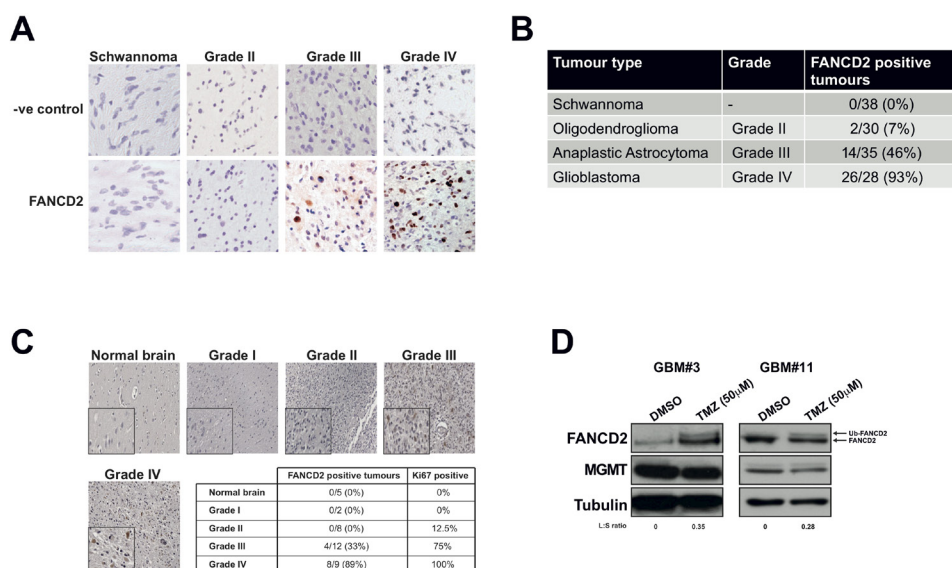 A
Schwannoma Grade II Grade III Grade IV
-ve control
FANCD2
B
Tumour type Grade FANCD2 positive
tumours
Schwannoma - 0/38 (0%)
Oligodendroglioma Grade II 2/30 (7%)
Anaplastic Astrocytoma Grade III 14/35 (46%)
Glioblastoma Grade IV 26/28 (93%)
C
Normal brain Grade I Grade II Grade III
Grade IV
FANCD2 positive tumours Ki67 positive
Normal brain 0/5 (0%) 0%
Grade I 0/2 (0%) 0%
Grade II 0/8 (0%) 12.5%
Grade III 4/12 (33%) 75%
Grade IV 8/9 (89%) 100%
D
GBM#3 GBM#11
DMSO TMZ (50µM) DMSO TMZ (50µM)
FANCD2 Ub-FANCD2
FANCD2
MGMT
Tubulin
L:S ratio 0 0.35 0 0.28